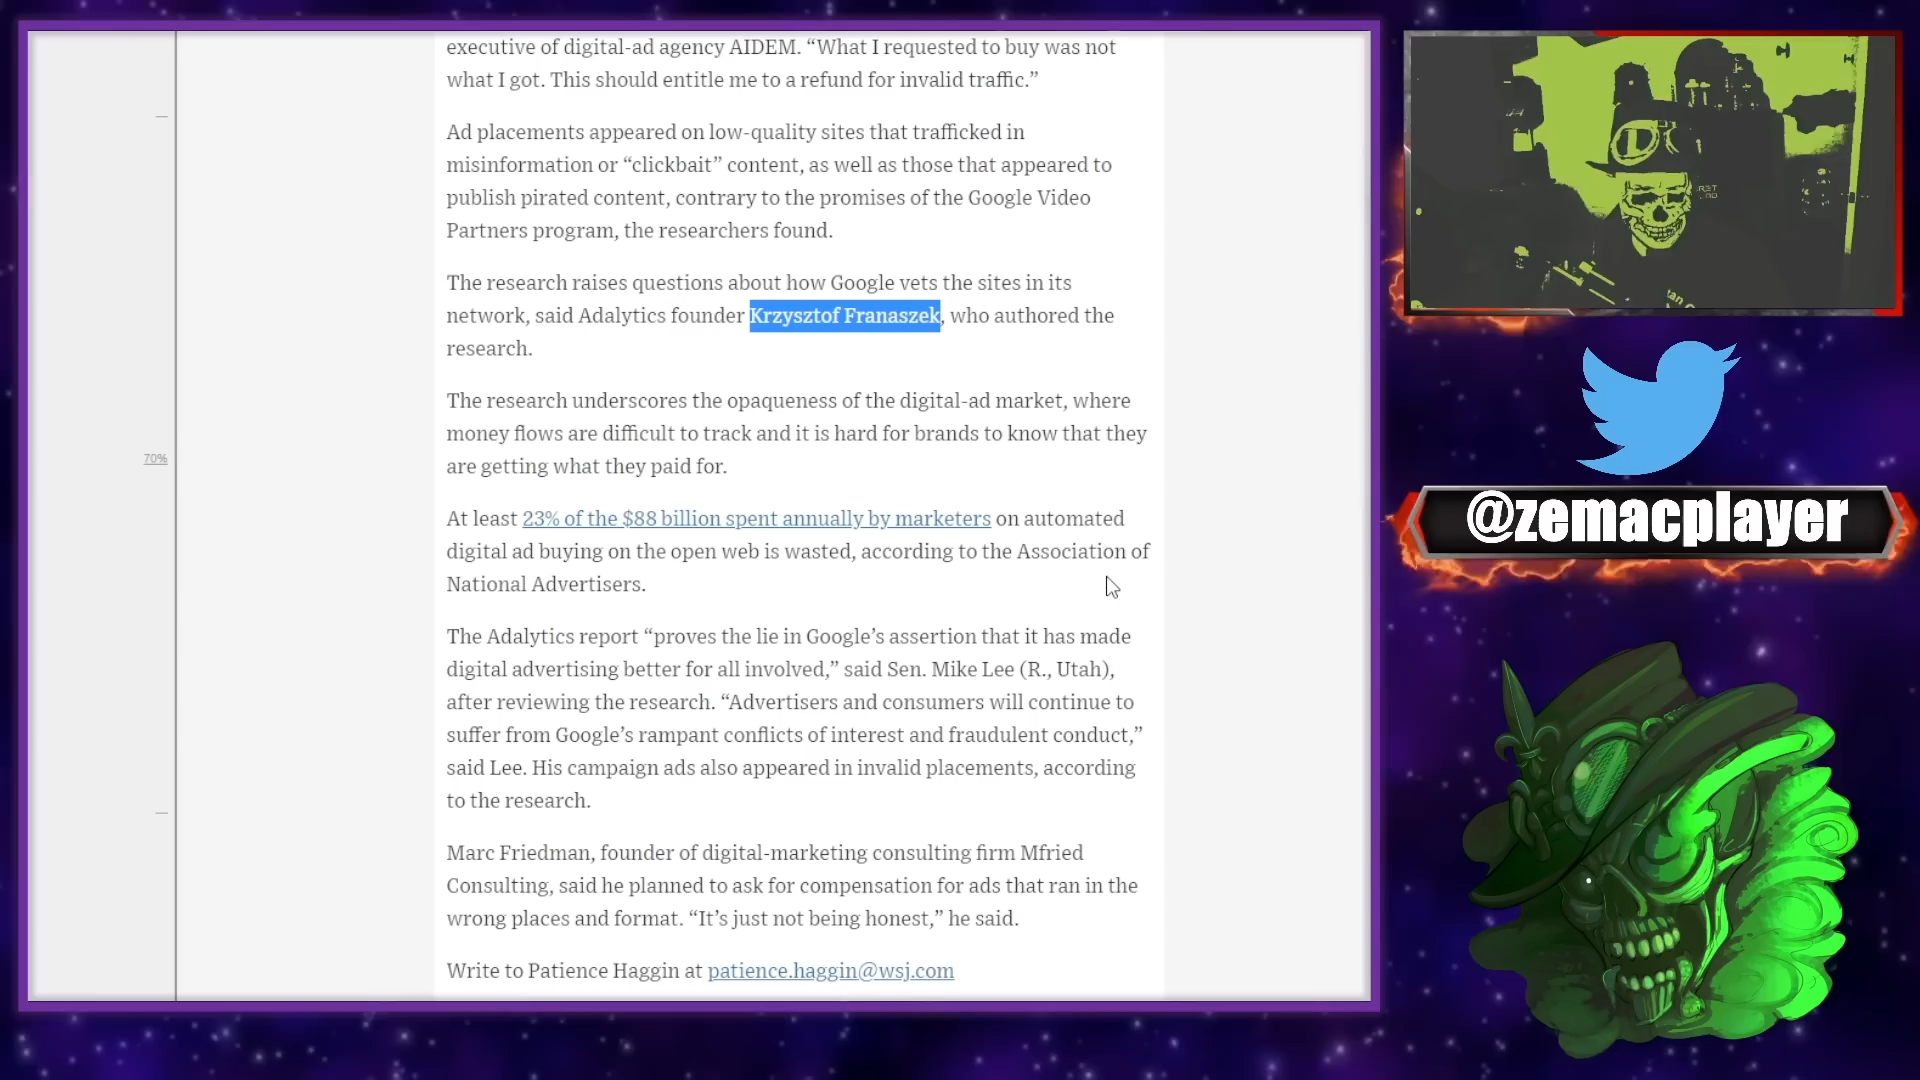 executive of digital-ad agency AIDEM. “What I requested to buy was not
what I got. This should entitle me to a refund for invalid traffic.”
Ad placements appeared on low-quality sites that trafficked in
misinformation or “clickbait” content, as well as those that appeared to
publish pirated content, contrary to the promises of the Google Video
Partners program, the researchers found.
The research raises questions about how Google vets the sites in its
network, said Adalytics founder Krzysztof Franaszek, who authored the
research.
The research underscores the opaqueness of the digital-ad market, where
money flows are difficult to track and it is hard for brands to know that they
are getting what they paid for.
70%
At least 23% of the $88 billion spent annually by marketers on automated
digital ad buying on the open web is wasted, according to the Association of
National Advertisers.
The Adalytics report “proves the lie in Google’s assertion that it has made
digital advertising better for all involved,” said Sen. Mike Lee (R., Utah),
after reviewing the research. “Advertisers and consumers will continue to
suffer from Google’s rampant conflicts of interest and fraudulent conduct,”
said Lee. His campaign ads also appeared in invalid placements, according
to the research.
Marc Friedman, founder of digital-marketing consulting firm Mfried
Consulting, said he planned to ask for compensation for ads that ran in the
wrong places and format. “It’s just not being honest,” he said.
Write to Patience Haggin at patience.haggin@wsj.com
@zemacplayer